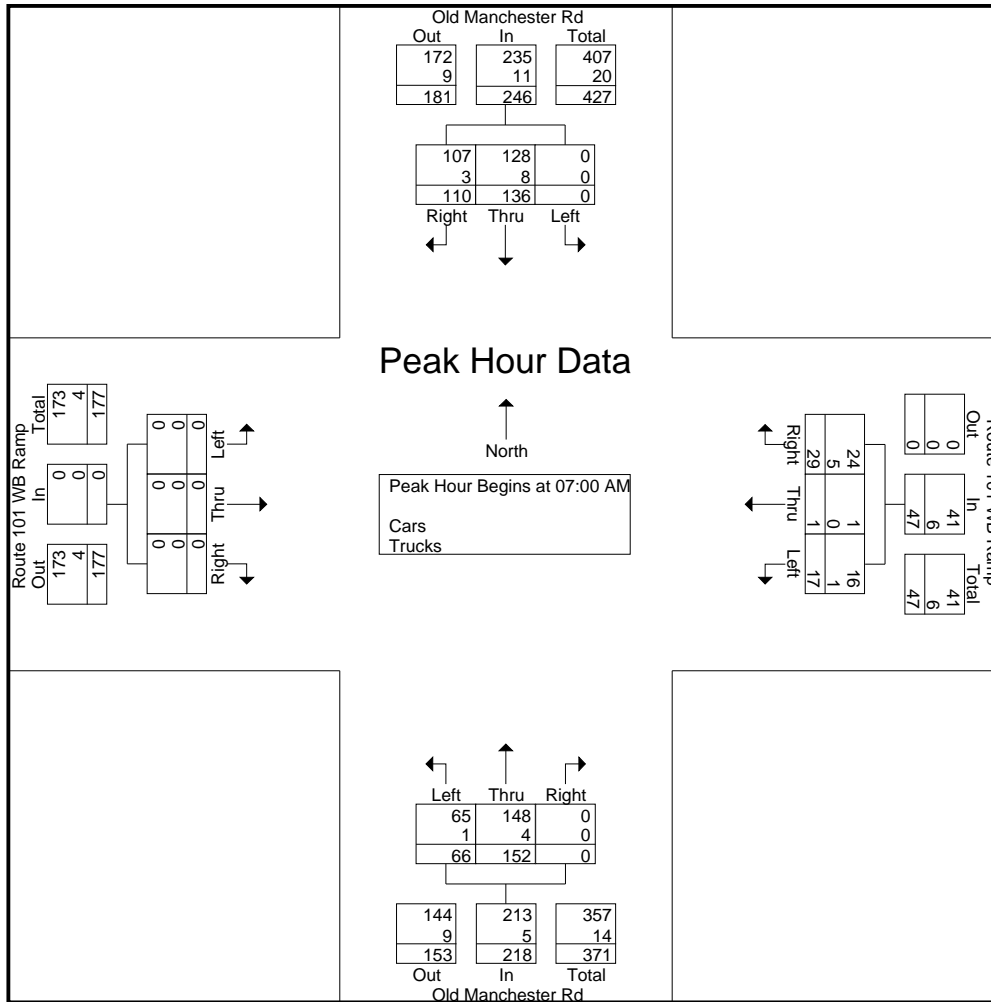 Old Manchester Rd
Out In Total
172 235 407
9 11 20
181 246 427
107 128 0
3 8 0
110 136 0
Right Thru Left
Peak Hour Data
North
Peak Hour Begins at 07:00 AM
Cars
Trucks
Route 101 WB Ramp
Total In Out
173 0 173
4 0 4
177 0 177
Left Thru Right
0 0 0
0 0 0
0 0 0
Route 101 WB Ramp
Out In Total
0 41 41
0 6 6
0 47 47
24 1 16
5 0 1
29 1 17
Right Thru Left
Left Thru Right
65 148 0
1 4 0
66 152 0
144 213 357
9 5 14
153 218 371
Out In Total
Old Manchester Rd